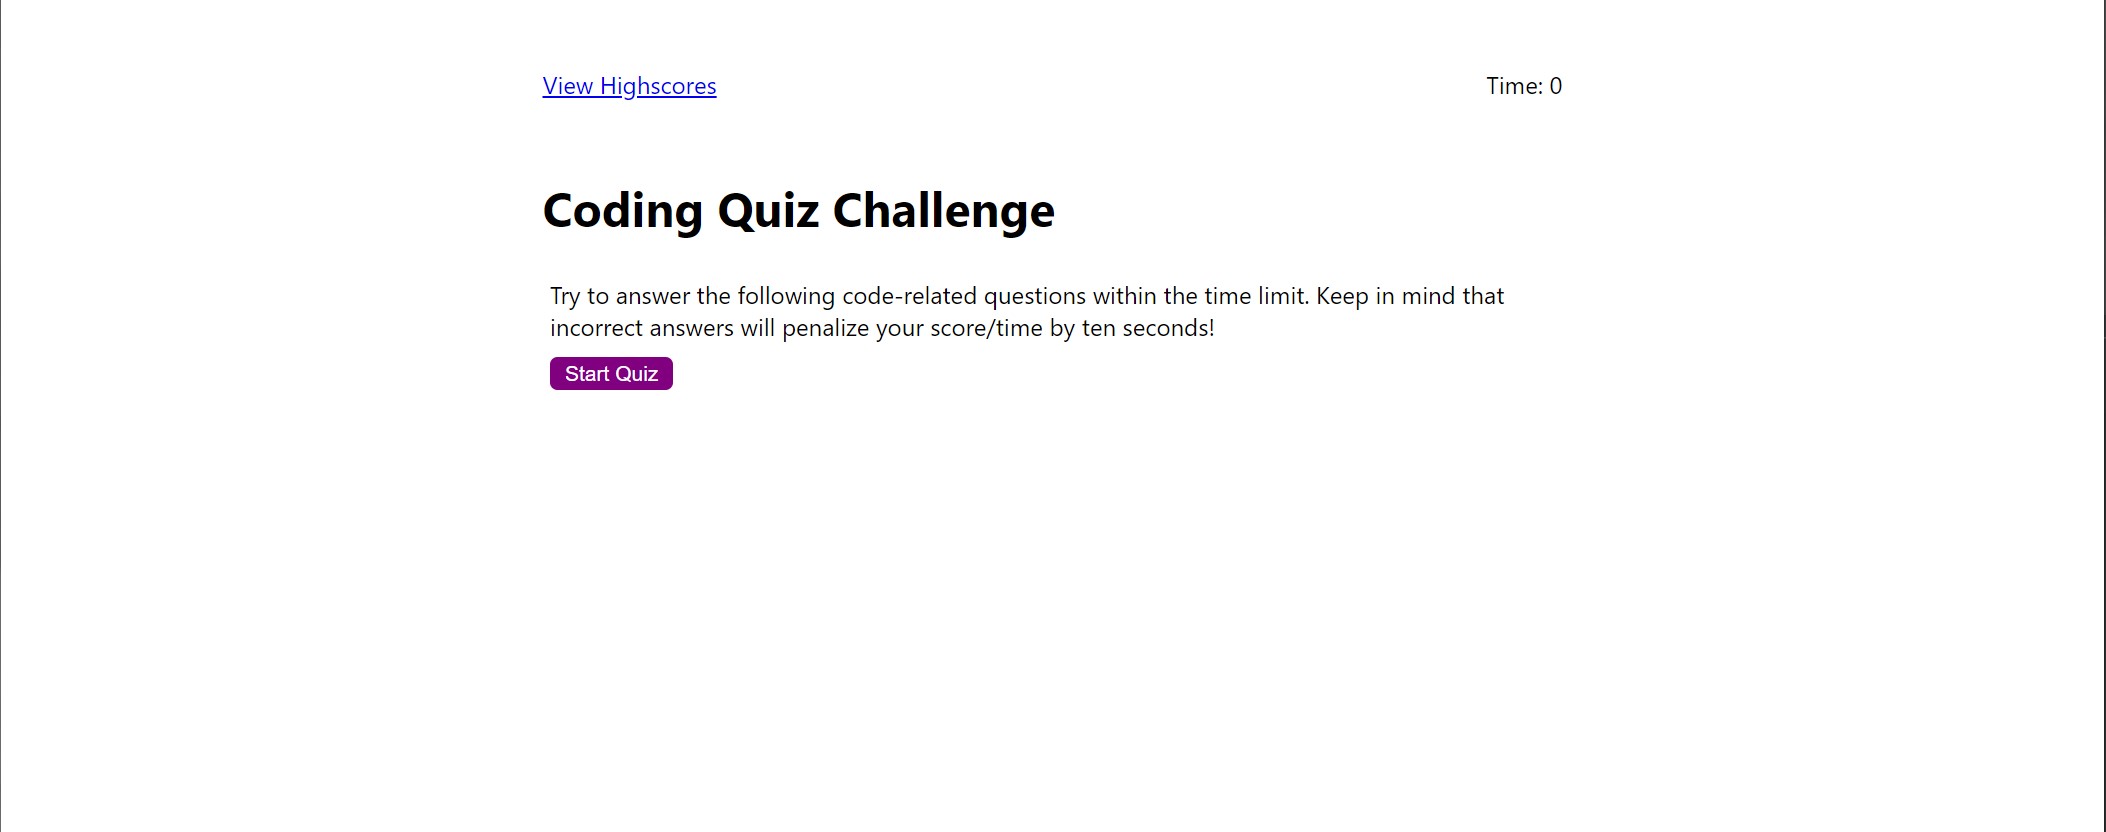 View Highscores
Time: 0
Coding Quiz Challenge
Try to answer the following code-related questions within the time limit. Keep in mind that
incorrect answers will penalize your score/time by ten seconds!
Start Quiz